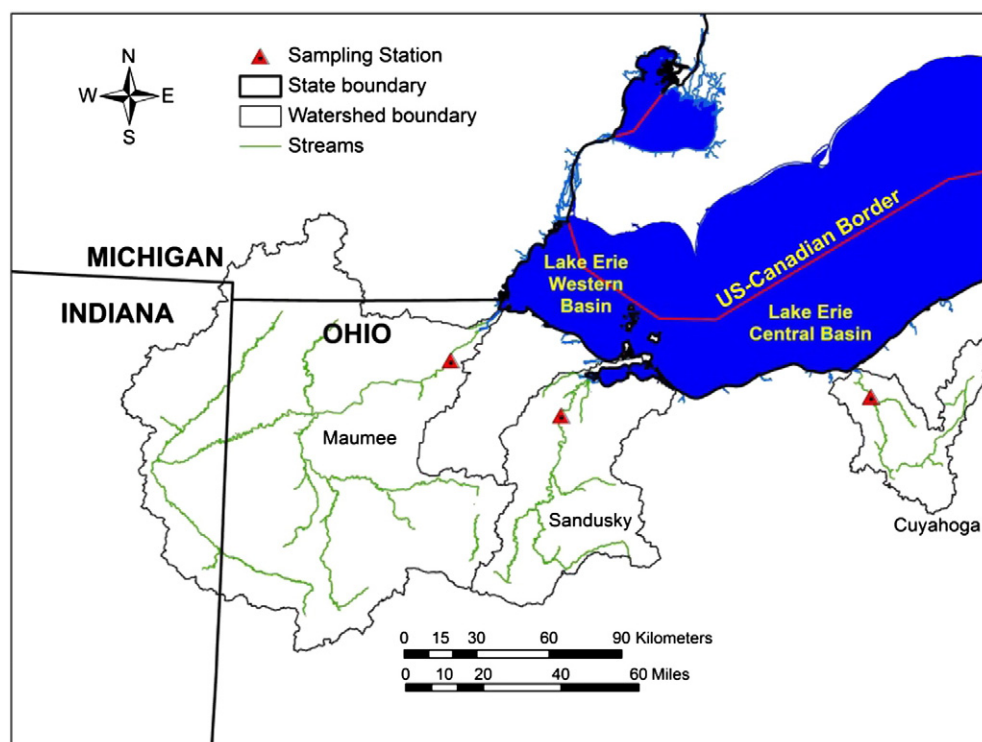 N
W E
S
Sampling Station
State boundary
Watershed boundary
Streams
MICHIGAN
INDIANA
OHIO
Lake Erie
Western
Basin
US-Canadian Border
Lake Erie
Central Basin
Maumee
Sandusky
Cuyahoga
0 15 30 60 90 Kilometers
0 10 20 40 60 Miles